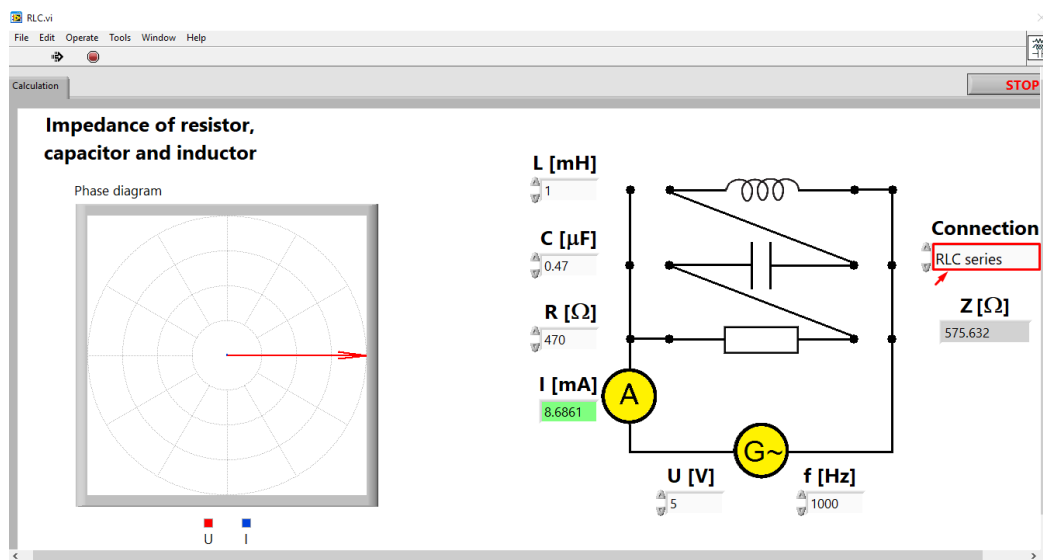 RLC.vi
File Edit Operate Tools Window Help
Calculation
STOP
Impedance of resistor,
capacitor and inductor
Phase diagram
U I
L [mH]
1
C [μF]
0.47
R [Ω]
470
I [mA]
8.6861
A
G~
U [V]
5
f [Hz]
1000
Connection
RLC series
Z [Ω]
575.632